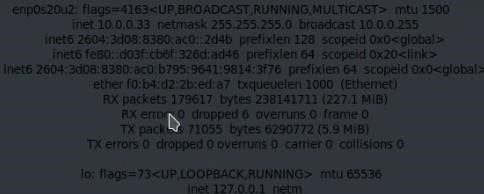 enp0s20u2: flags=4163<UP,BROADCAST,RUNNING,MULTICAST> mtu 1500
inet 10.0.0.33 netmask 255.255.255.0 broadcast 10.0.0.255
inet6 2604:3d08:8380:ac0::2d4b prefixlen 128 scopeid 0x0<global>
inet6 fe80::d03f:cb6f:326d:ad46 prefixlen 64 scopeid 0x20<link>
inet6 2604:3d08:8380:ac0:b795:9641:9814:3f76 prefixlen 64 scopeid 0x0<global>
ether f0:b4:d2:2b:ed:a7 txqueuelen 1000 (Ethernet)
RX packets 179617 bytes 238141711 (227.1 MiB)
RX errors 0 dropped 6 overruns 0 frame 0
TX packets 71055 bytes 6290772 (5.9 MiB)
TX errors 0 dropped 0 overruns 0 carrier 0 collisions 0
lo: flags=73<UP,LOOPBACK,RUNNING> mtu 65536
inet 127.0.0.1 netm